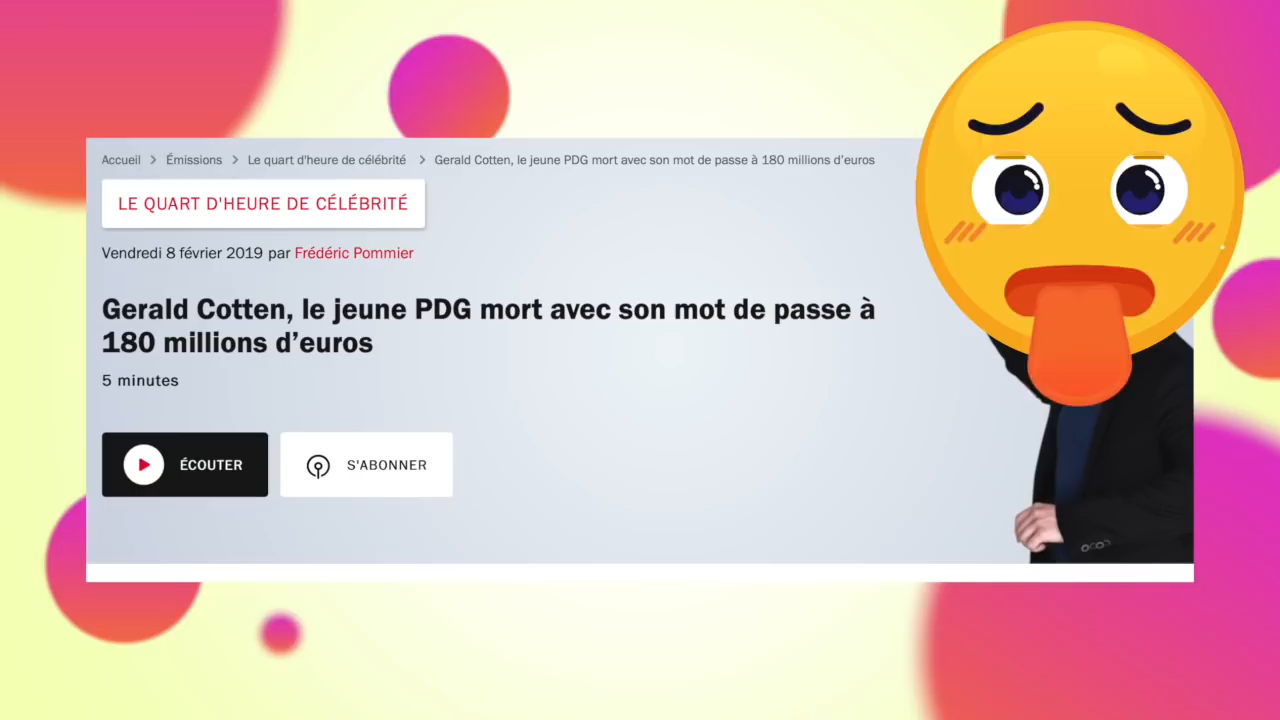 Accueil > Émissions > Le quart d'heure de célébrité > Gerald Cotten, le jeune PDG mort avec son mot de passe à 180 millions d’euros
LE QUART D'HEURE DE CÉLÉBRITÉ
Vendredi 8 février 2019 par Frédéric Pommier
Gerald Cotten, le jeune PDG mort avec son mot de passe à
180 millions d’euros
5 minutes
ÉCOUTER S'ABONNER